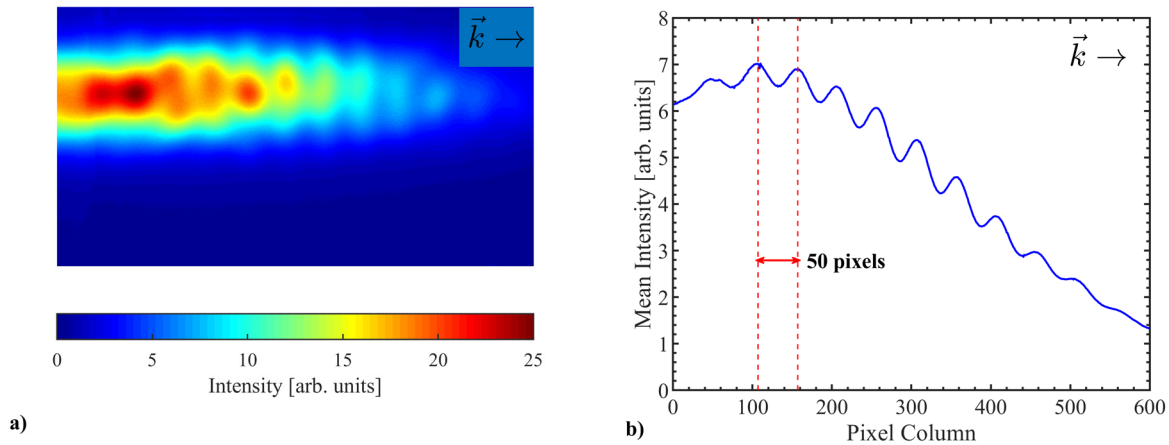 k⃗ →
0 5 10 15 20 25
Intensity [arb. units]
a)
8
7
6
5
4
3
2
1
0
Mean Intensity [arb. units]
k⃗ →
50 pixels
0 100 200 300 400 500 600
Pixel Column
b)